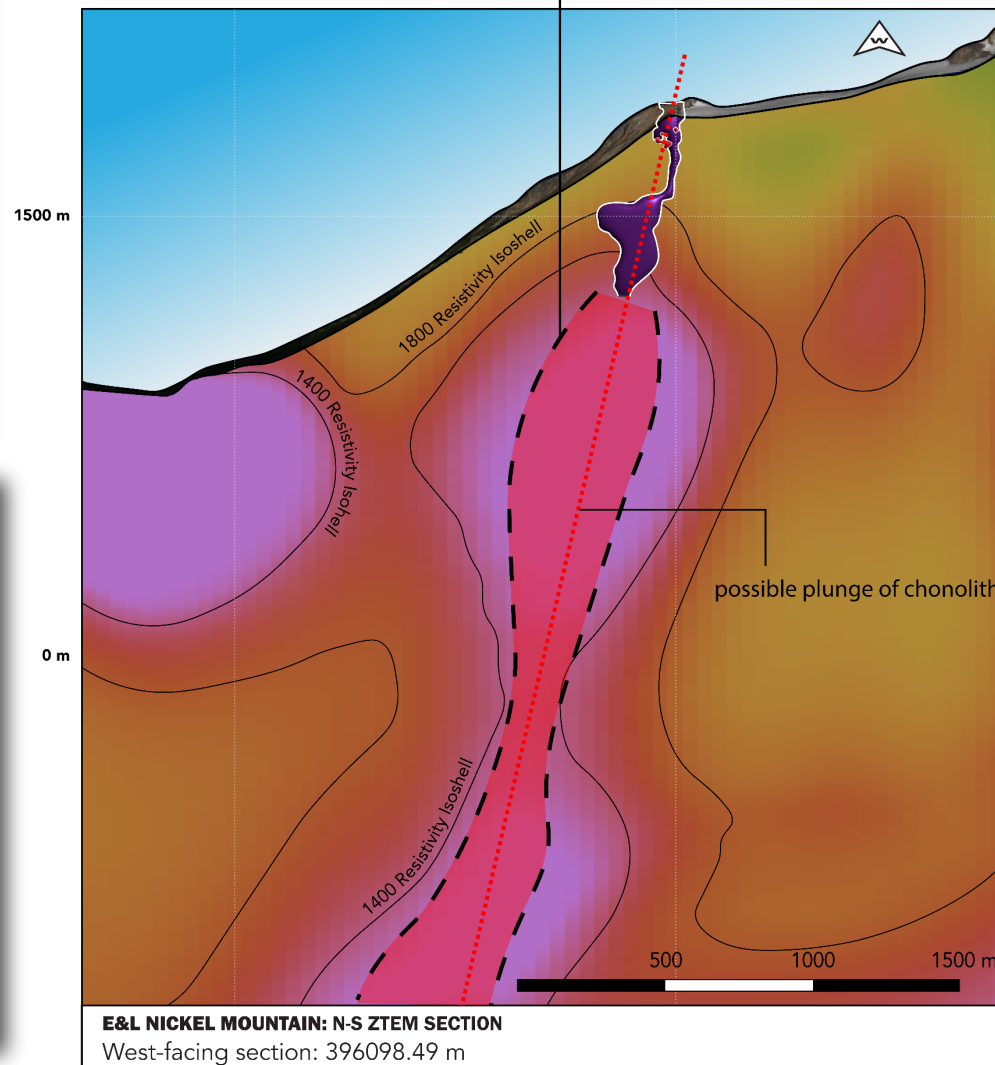 W
1500 m
1800 Resistivity Isoshell
1400 Resistivity Isohell
possible plunge of chonolith
0 m
1400 Resistivity Isoshell
500 1000 1500 m
E&L NICKEL MOUNTAIN: N-S ZTEM SECTION
West-facing section: 396098.49 m